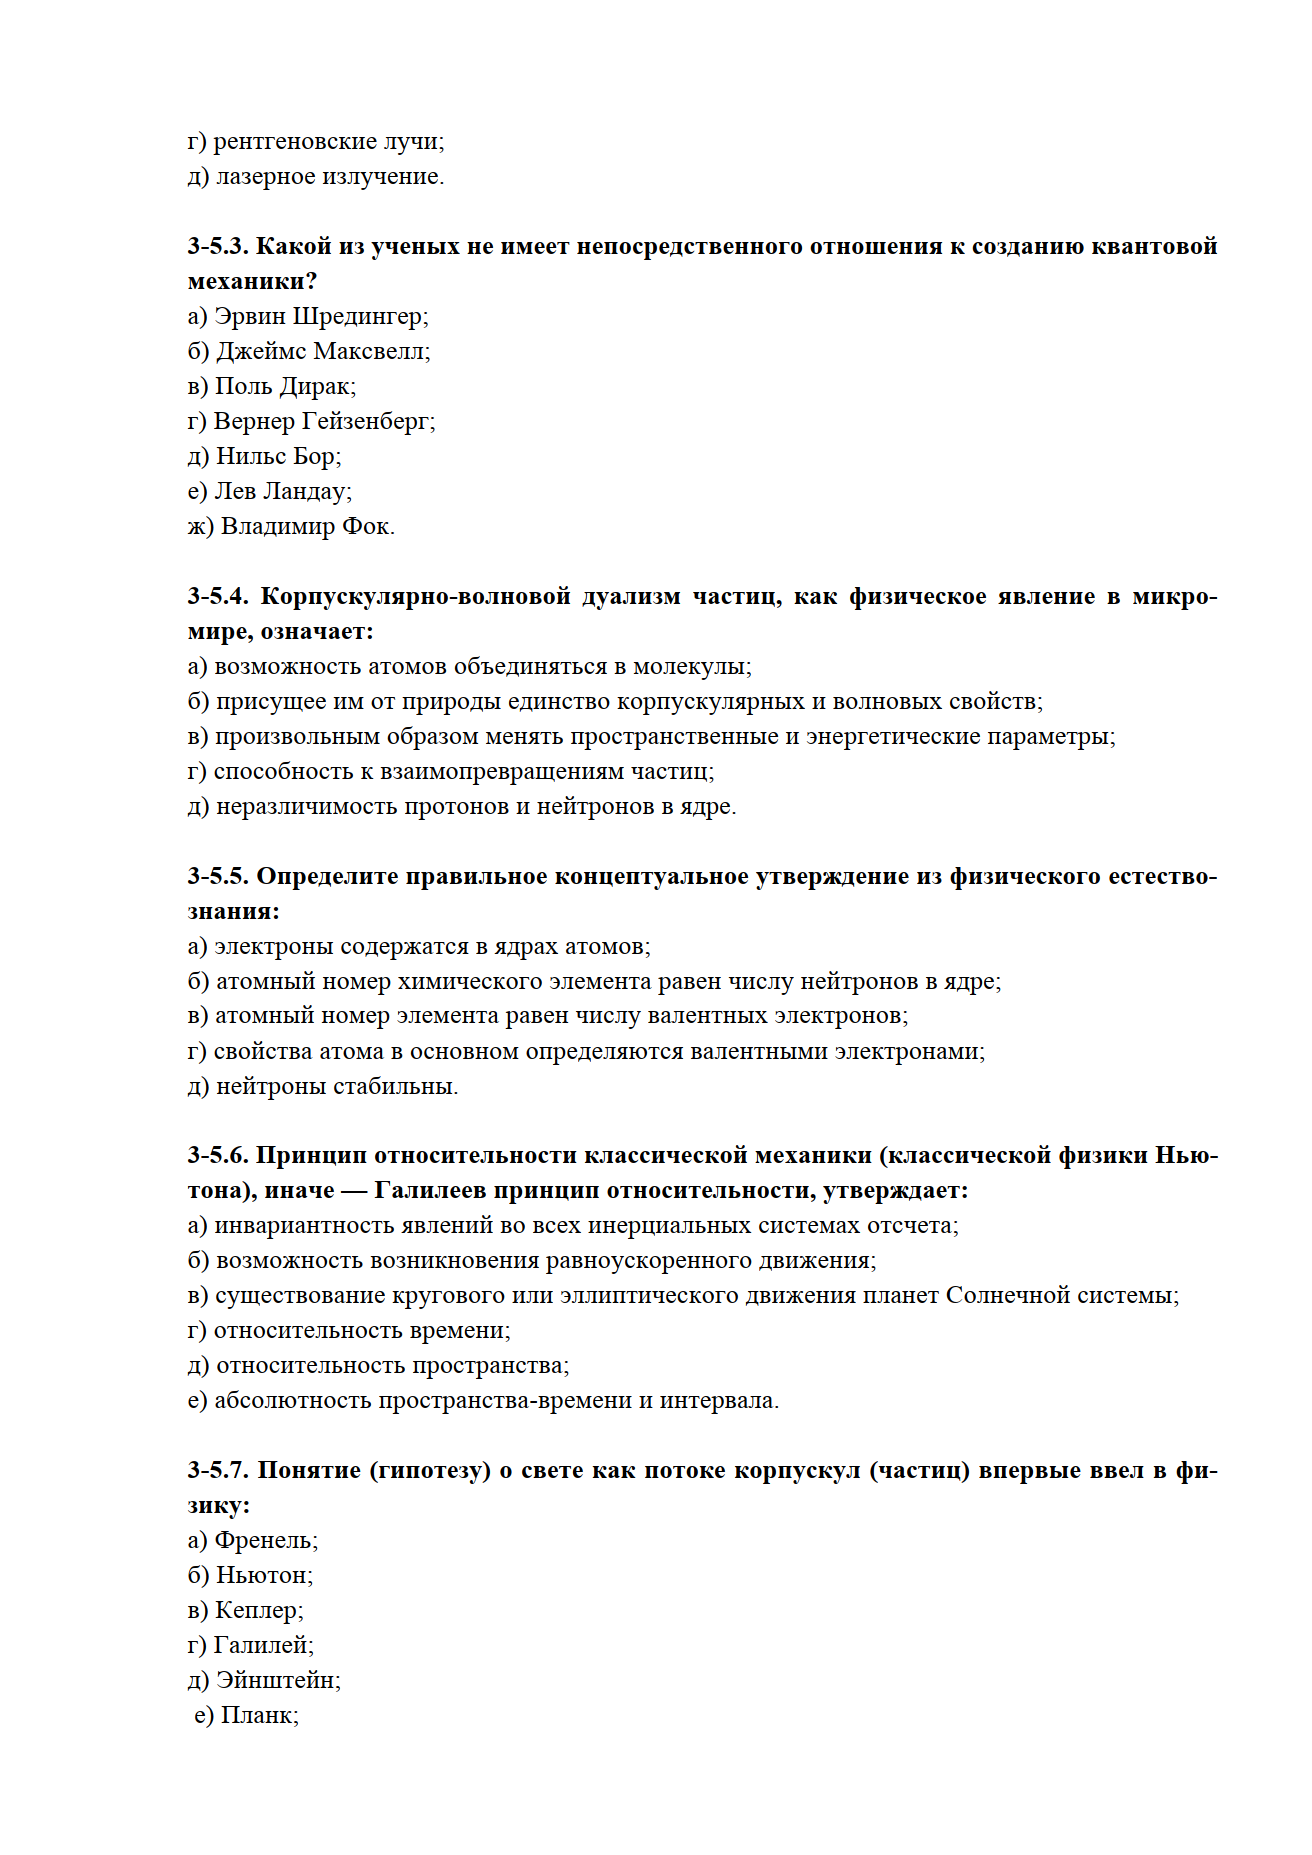 г) рентгеновские лучи;
д) лазерное излучение.
3-5.3. Какой из ученых не имеет непосредственного отношения к созданию квантовой
механики?
а) Эрвин Шредингер;
б) Джеймс Максвелл;
в) Поль Дирак;
г) Вернер Гейзенберг;
д) Нильс Бор;
е) Лев Ландау;
ж) Владимир Фок.
3-5.4. Корпускулярно-волновой дуализм частиц, как физическое явление в микро-
мире, означает:
а) возможность атомов объединяться в молекулы;
б) присущее им от природы единство корпускулярных и волновых свойств;
в) произвольным образом менять пространственные и энергетические параметры;
г) способность к взаимопревращениям частиц;
д) неразличимость протонов и нейтронов в ядре.
3-5.5. Определите правильное концептуальное утверждение из физического естество-
знания:
а) электроны содержатся в ядрах атомов;
б) атомный номер химического элемента равен числу нейтронов в ядре;
в) атомный номер элемента равен числу валентных электронов;
г) свойства атома в основном определяются валентными электронами;
д) нейтроны стабильны.
3-5.6. Принцип относительности классической механики (классической физики Нью-
тона), иначе — Галилеев принцип относительности, утверждает:
а) инвариантность явлений во всех инерциальных системах отсчета;
б) возможность возникновения равноускоренного движения;
в) существование кругового или эллиптического движения планет Солнечной системы;
г) относительность времени;
д) относительность пространства;
е) абсолютность пространства-времени и интервала.
3-5.7. Понятие (гипотезу) о свете как потоке корпускул (частиц) впервые ввел в фи-
зику:
а) Френель;
б) Ньютон;
в) Кеплер;
г) Галилей;
д) Эйнштейн;
е) Планк;